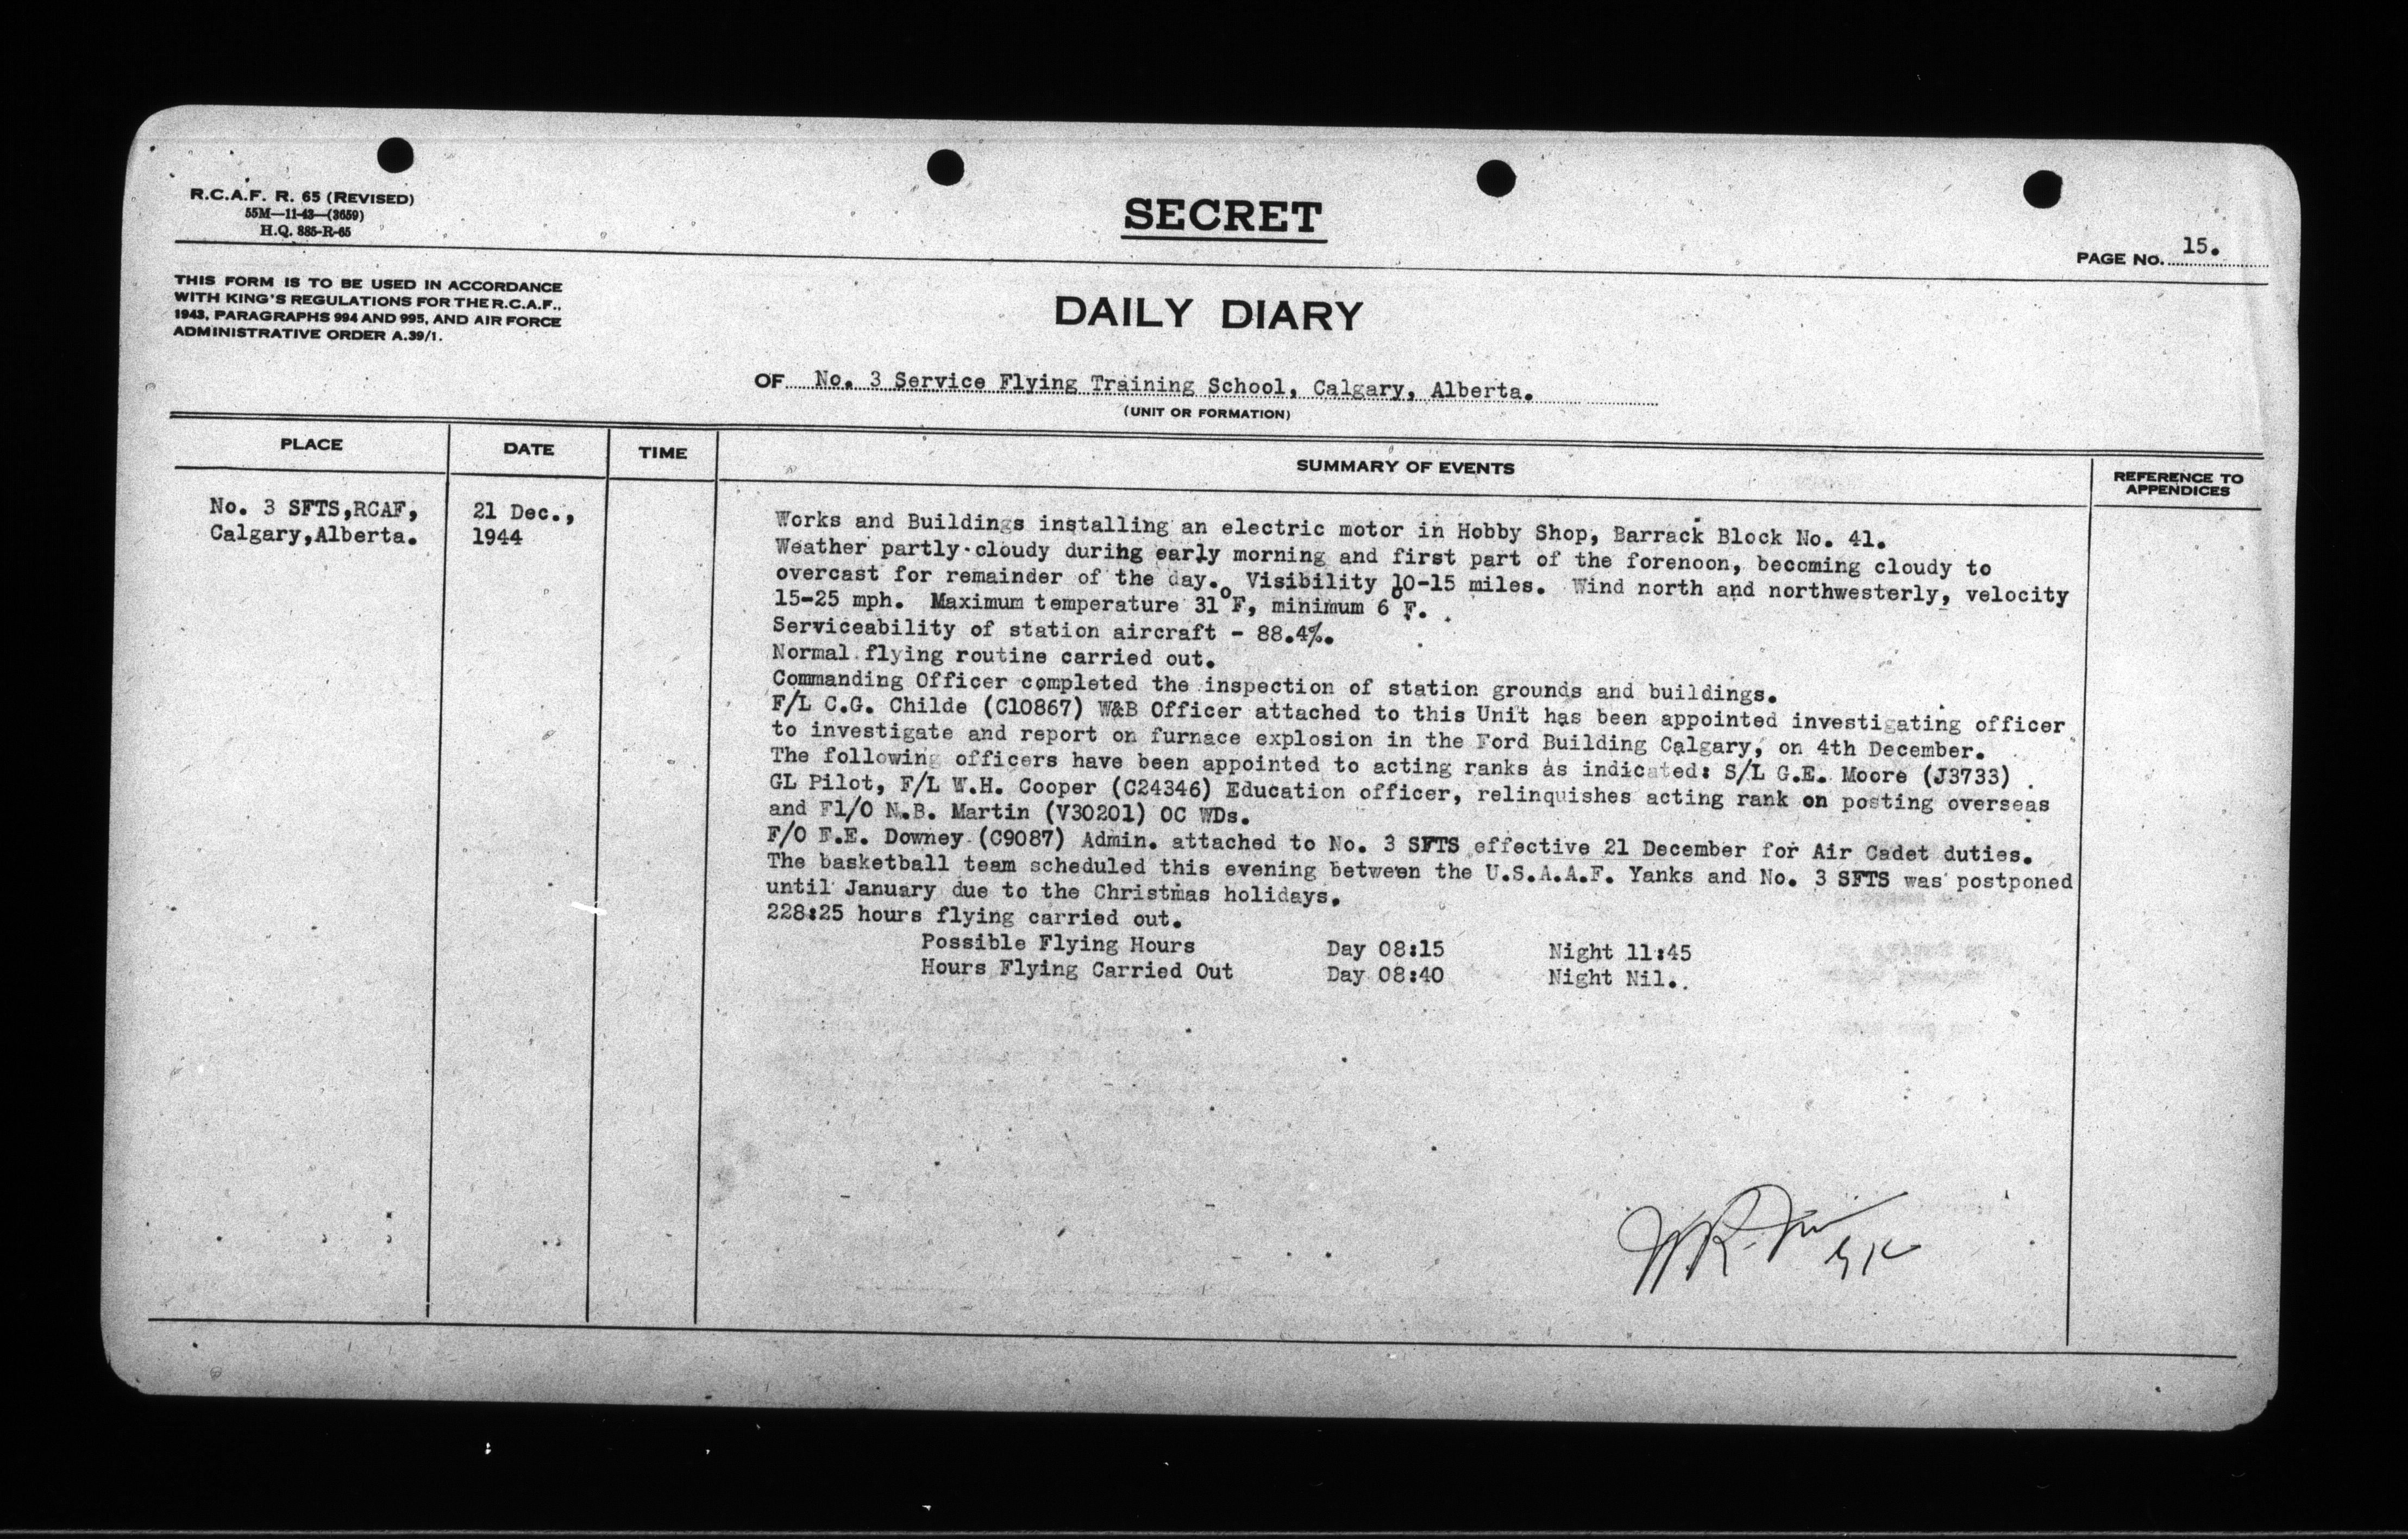 R.C.A.F. R. 65 (REVISED)
55M—11-43—(3659)
H.Q. 885-R-65
SECRET
PAGE No. 15.
THIS FORM IS TO BE USED IN ACCORDANCE
WITH KING'S REGULATIONS FOR THE R.C.A.F.,
1943, PARAGRAPHS 994 AND 995, AND AIR FORCE
ADMINISTRATIVE ORDER A.39/1.
DAILY DIARY
OF No. 3 Service Flying Training School, Calgary, Alberta.
(UNIT OR FORMATION)
PLACE DATE TIME SUMMARY OF EVENTS REFERENCE TO APPENDICES
No. 3 SFTS,RCAF,
Calgary,Alberta.
21 Dec.,
1944
Works and Buildings installing an electric motor in Hobby Shop, Barrack Block No. 41.
Weather partly cloudy during early morning and first part of the forenoon, becoming cloudy to
overcast for remainder of the day. Visibility 10-15 miles. Wind north and northwesterly, velocity
15-25 mph. Maximum temperature 31°F, minimum 6°F.
Serviceability of station aircraft - 88.4%.
Normal flying routine carried out.
Commanding Officer completed the inspection of station grounds and buildings.
F/L C.G. Childe (C10867) W&B Officer attached to this Unit has been appointed investigating officer
to investigate and report on furnace explosion in the Ford Building Calgary, on 4th December.
The following officers have been appointed to acting ranks as indicated: S/L G.E. Moore (J3733)
GL Pilot, F/L W.H. Cooper (C24346) Education officer, relinquishes acting rank on posting overseas
and Fl/O N.B. Martin (V30201) OC WDs.
F/O F.E. Downey (C9087) Admin. attached to No. 3 SFTS effective 21 December for Air Cadet duties.
The basketball team scheduled this evening between the U.S.A.A.F. Yanks and No. 3 SFTS was postponed
until January due to the Christmas holidays.
228:25 hours flying carried out.
Possible Flying Hours Day 08:15 Night 11:45
Hours Flying Carried Out Day 08:40 Night Nil.